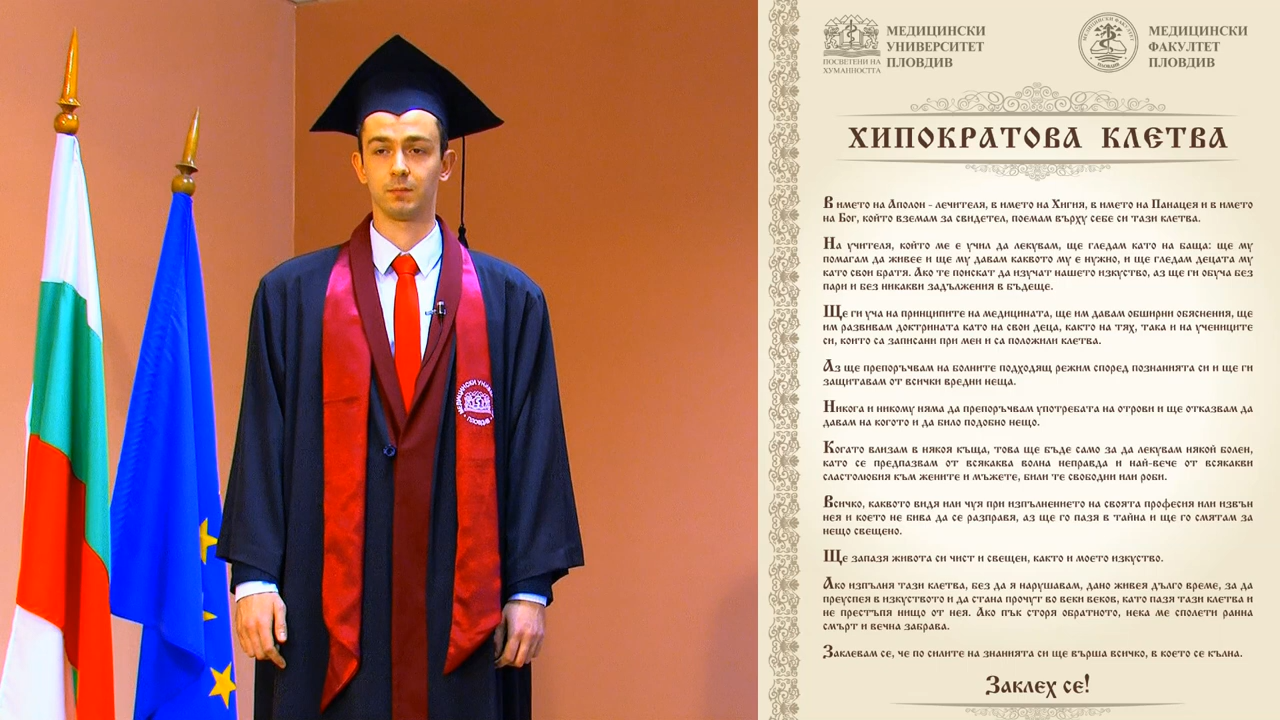 МЕДИЦИНСКИ УНИВЕРСИТЕТ
ПЛОВДИВ
МЕДИЦИНСКИ
УНИВЕРСИТЕТ
ПЛОВДИВ
ПОСВЕТЕНИ НА
ХУМАННОСТТА
МЕДИЦИНСКИ ФАКУЛТЕТ
ПЛОВДИВ
МЕДИЦИНСКИ
ФАКУЛТЕТ
ПЛОВДИВ
ХИПОКРАТОВА КЛЕТВА
В името на Аполон - лечителя, в името на Хигия, в името на Панацея и в името
на Бог, който вземам за свидетел, поемам върху себе си тази клетва.
На учителя, който ме е учил да лекувам, ще гледам като на баща: ще му
помагам да живее и ще му давам каквото му е нужно, и ще гледам децата му
като свои братя. Ако те поискат да изучат нашето изкуство, аз ще ги обуча без
пари и без никакви задължения в бъдеще.
Ще ги уча на принципите на медицината, ще им давам обширни обяснения, ще
им развивам доктрината като на свои деца, както на тях, така и на учениците
си, които са записани при мен и са положили клетва.
Аз ще препоръчвам на болните подходящ режим според познанията си и ще ги
защитавам от всички вредни неща.
Никога и никому няма да препоръчвам употребата на отрови и ще отказвам да
давам на когото и да било подобно нещо.
Когато влизам в някоя къща, това ще бъде само за да лекувам някой болен,
като се предпазвам от всякаква волна неправда и най-вече от всякакви
сластолюбия към жените и мъжете, били те свободни или роби.
Всичко, каквото видя или чуя при изпълнението на своята професия или извън
нея и което не бива да се разправя, аз ще го пазя в тайна и ще го смятам за
нещо свещено.
Ще запазя живота си чист и свещен, както и моето изкуство.
Ако изпълня тази клетва, без да я нарушавам, дано живея дълго време, за да
преуспея в изкуството и да стана прочут во веки веков, като пазя тази клетва и
не престъпя нищо от нея. Ако пък сторя обратното, нека ме сполети ранна
смърт и вечна забрава.
Заклевам се, че по силите на знанията си ще върша всичко, в което се кълна.
Заклех се!